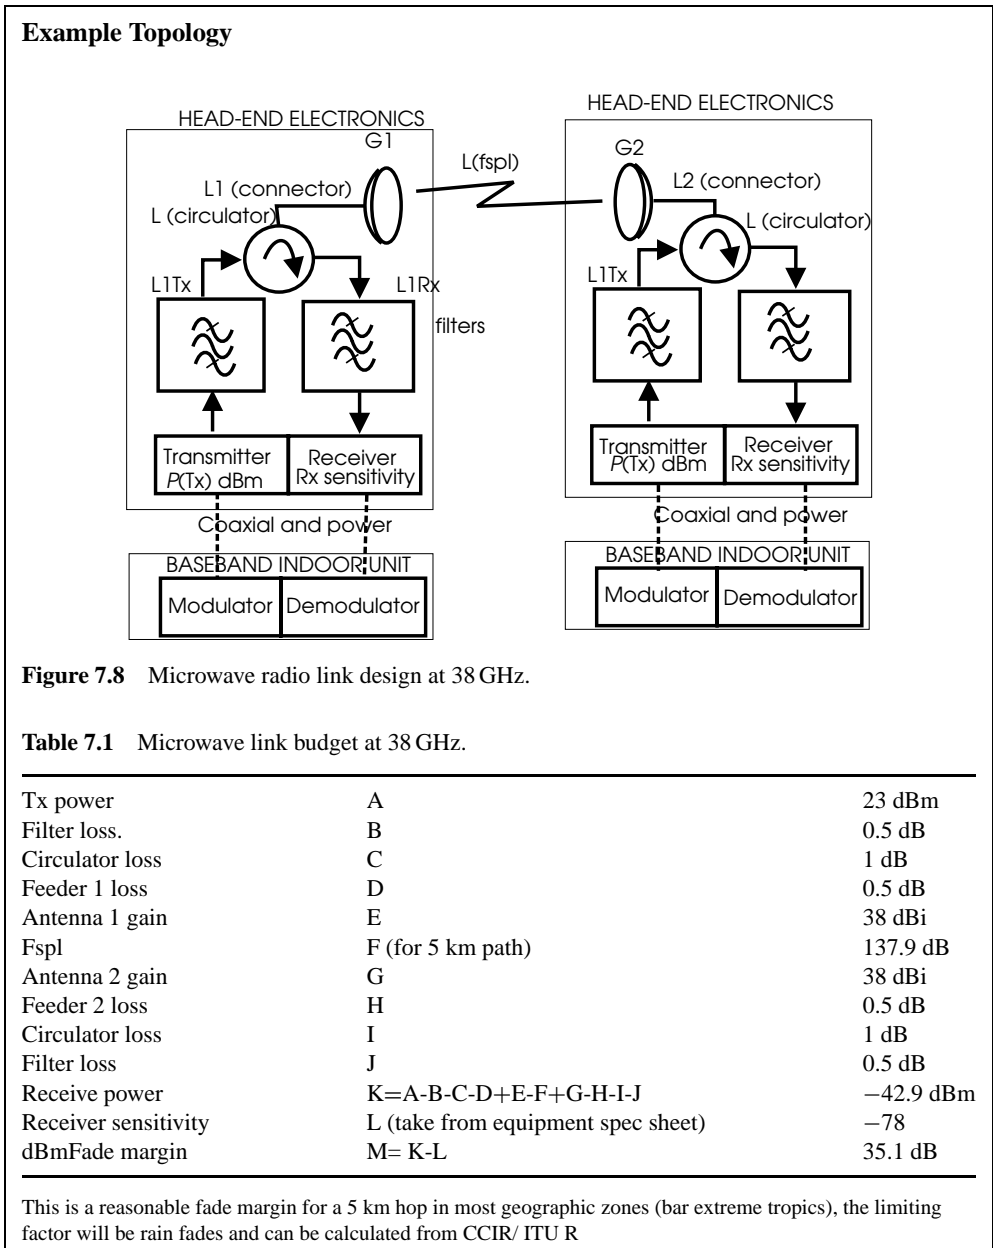 Example Topology
HEAD-END ELECTRONICS
HEAD-END ELECTRONICS
G1
G2
L(fspl)
L1 (connector)
L2 (connector)
L (circulator)
L (circulator)
L1Tx
L1Rx
L1Tx
filters
Transmitter
P(Tx) dBm
Receiver
Rx sensitivity
Transmitter
P(Tx) dBm
Receiver
Rx sensitivity
Coaxial and power
Coaxial and power
BASEBAND INDOOR UNIT
BASEBAND INDOOR UNIT
Modulator Demodulator
Modulator Demodulator
Figure 7.8 Microwave radio link design at 38 GHz.
Table 7.1 Microwave link budget at 38 GHz.
Tx power A 23 dBm
Filter loss. B 0.5 dB
Circulator loss C 1 dB
Feeder 1 loss D 0.5 dB
Antenna 1 gain E 38 dBi
Fspl F (for 5 km path) 137.9 dB
Antenna 2 gain G 38 dBi
Feeder 2 loss H 0.5 dB
Circulator loss I 1 dB
Filter loss J 0.5 dB
Receive power K=A-B-C-D+E-F+G-H-I-J −42.9 dBm
Receiver sensitivity L (take from equipment spec sheet) −78
dBmFade margin M= K-L 35.1 dB
This is a reasonable fade margin for a 5 km hop in most geographic zones (bar extreme tropics), the limiting
factor will be rain fades and can be calculated from CCIR/ ITU R